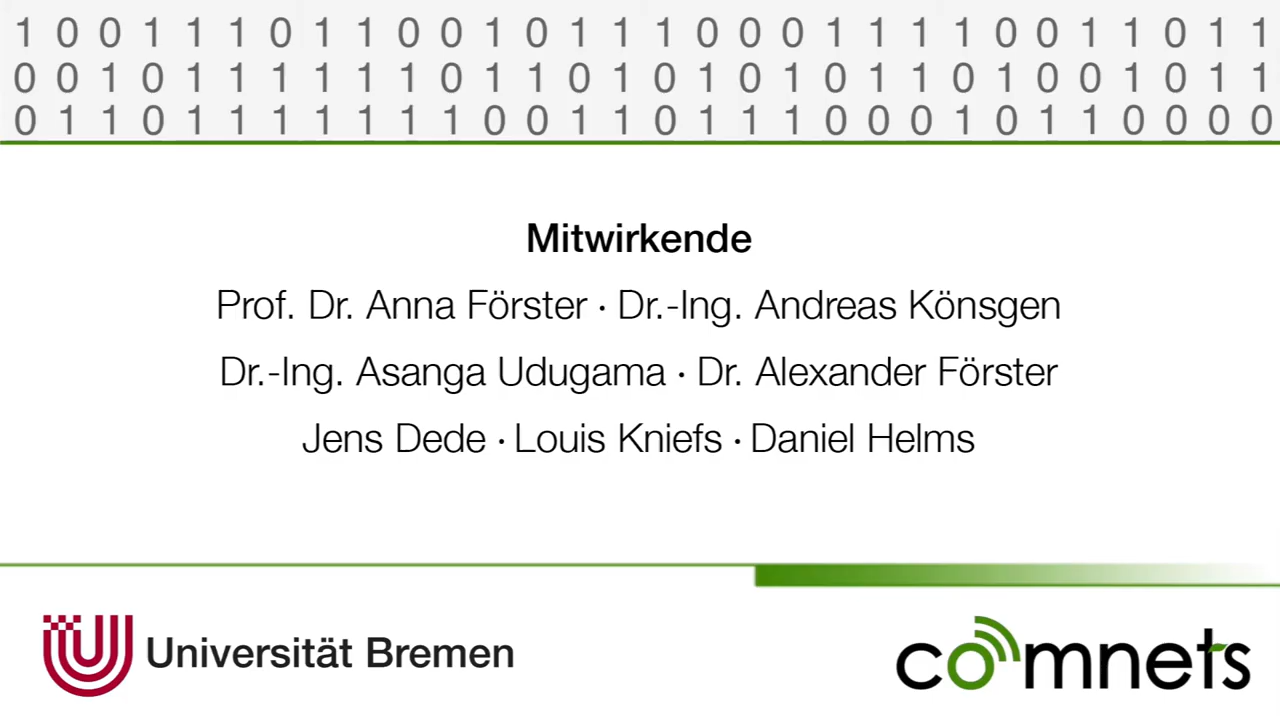 1 0 0 1 1 1 0 1 1 0 0 1 0 1 1 1 0 0 0 1 1 1 1 0 0 1 1 0 1 1
0 0 1 0 1 1 1 1 1 1 0 1 1 0 1 0 1 0 1 0 1 1 0 1 0 0 1 0 1 1
0 1 1 0 1 1 1 1 1 1 1 0 0 1 1 0 1 1 1 0 0 0 1 0 1 1 0 0 0 0
Mitwirkende
Prof. Dr. Anna Förster · Dr.-Ing. Andreas Könsgen
Dr.-Ing. Asanga Udugama · Dr. Alexander Förster
Jens Dede · Louis Kniefs · Daniel Helms
Universität Bremen
comnets